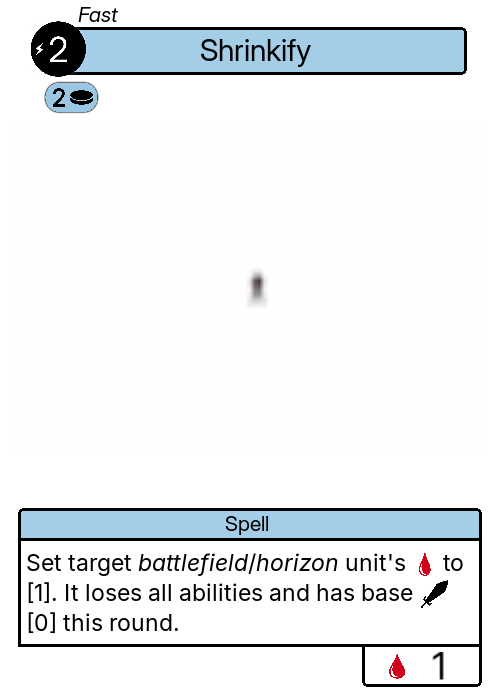 Fast
2
Shrinkify
2
Spell
Set target battlefield/horizon unit's to
[1]. It loses all abilities and has base
[0] this round.
1